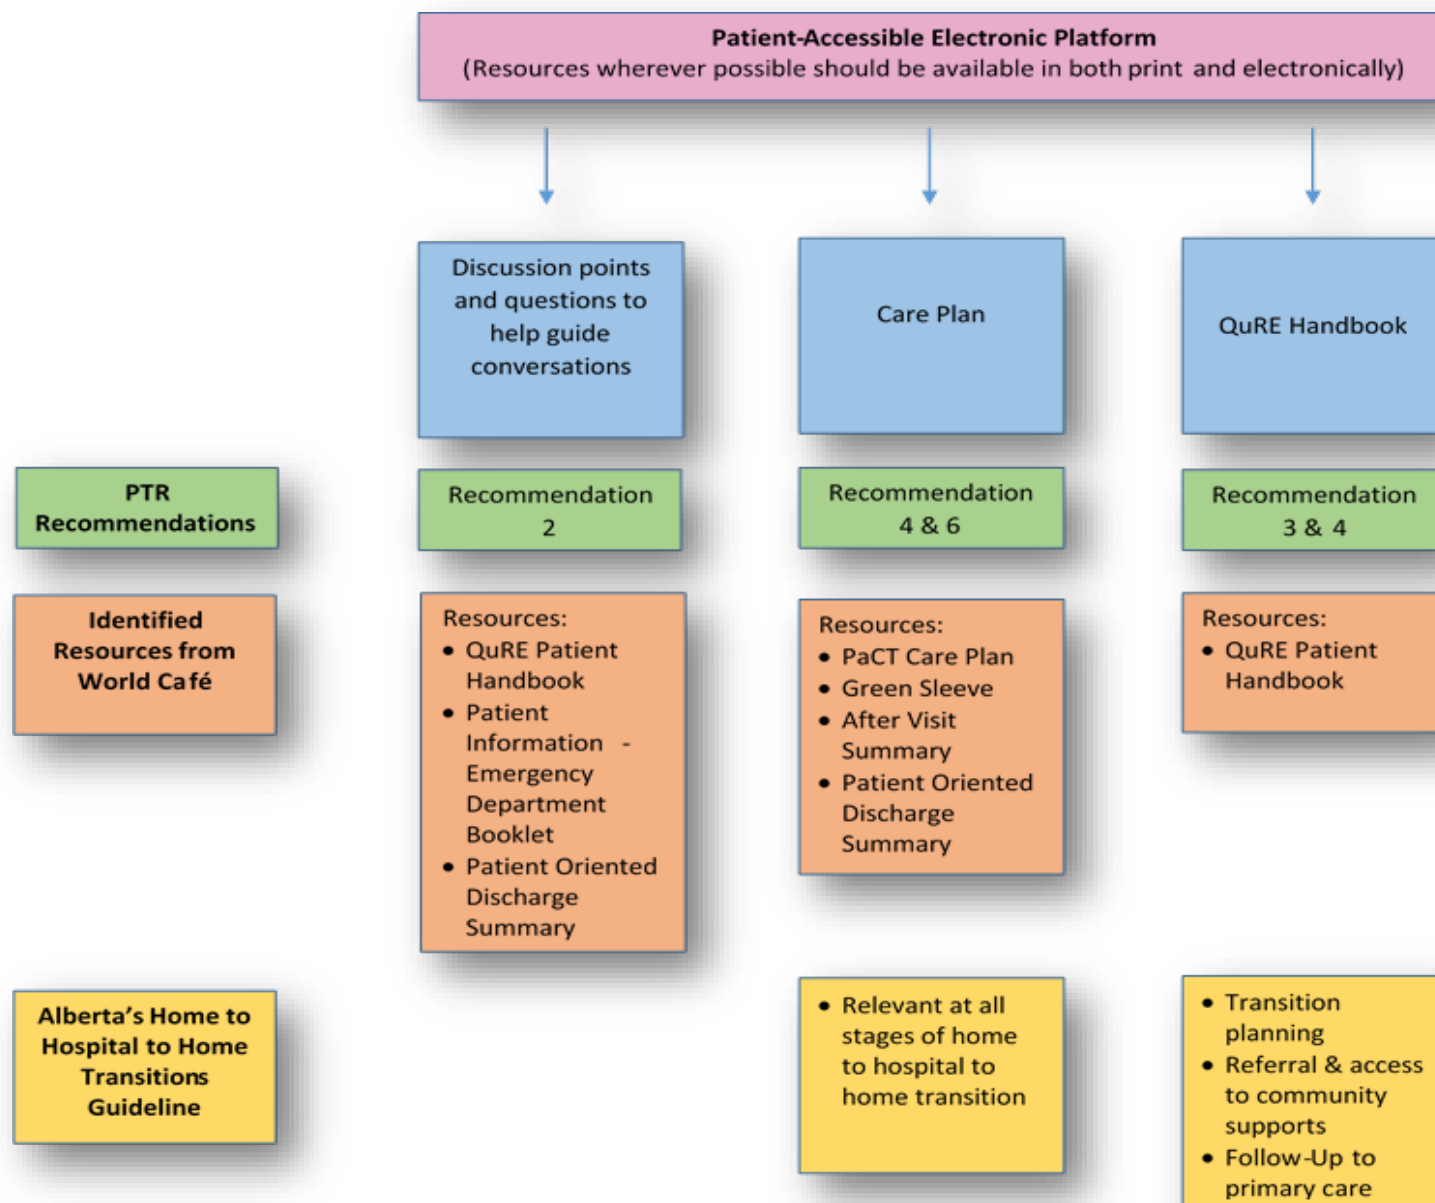 Patient-Accessible Electronic Platform
(Resources wherever possible should be available in both print and electronically)
Discussion points
and questions to
help guide
conversations
Care Plan
QuRE Handbook
PTR
Recommendations
Recommendation
2
Recommendation
4 & 6
Recommendation
3 & 4
Identified
Resources from
World Café
Resources:
• QuRE Patient
Handbook
• Patient
Information -
Emergency
Department
Booklet
• Patient Oriented
Discharge
Summary
Resources:
• PaCT Care Plan
• Green Sleeve
• After Visit
Summary
• Patient Oriented
Discharge
Summary
Resources:
• QuRE Patient
Handbook
Alberta’s Home to
Hospital to Home
Transitions
Guideline
• Relevant at all
stages of home
to hospital to
home transition
• Transition
planning
• Referral & access
to community
supports
• Follow-Up to
primary care